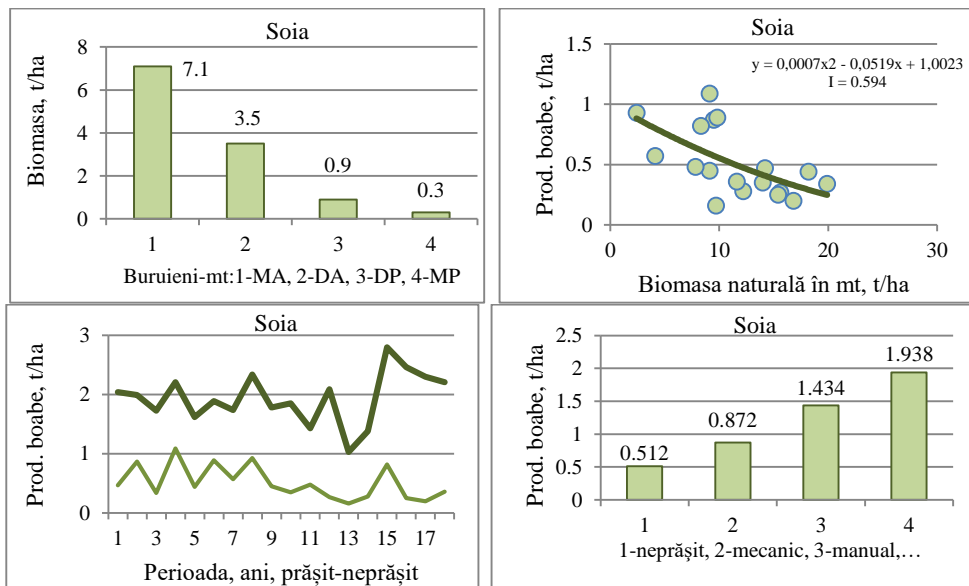 Soia
Biomasa, t/ha
8
6
4
2
0
7.1
3.5
0.9
0.3
1 2 3 4
Buruieni-mt:1-MA, 2-DA, 3-DP, 4-MP
Soia
Prod. boabe, t/ha
1.5
1
0.5
0
y = 0,0007x2 - 0,0519x + 1,0023
I = 0.594
0 10 20 30
Biomasa naturală în mt, t/ha
Soia
Prod. boabe, t/ha
3
2
1
0
1 3 5 7 9 11 13 15 17
Perioada, ani, prășit-neprășit
Soia
Prod. boabe, t/ha
2.5
2
1.5
1
0.5
0
0.512
0.872
1.434
1.938
1 2 3 4
1-neprăşit, 2-mecanic, 3-manual,…